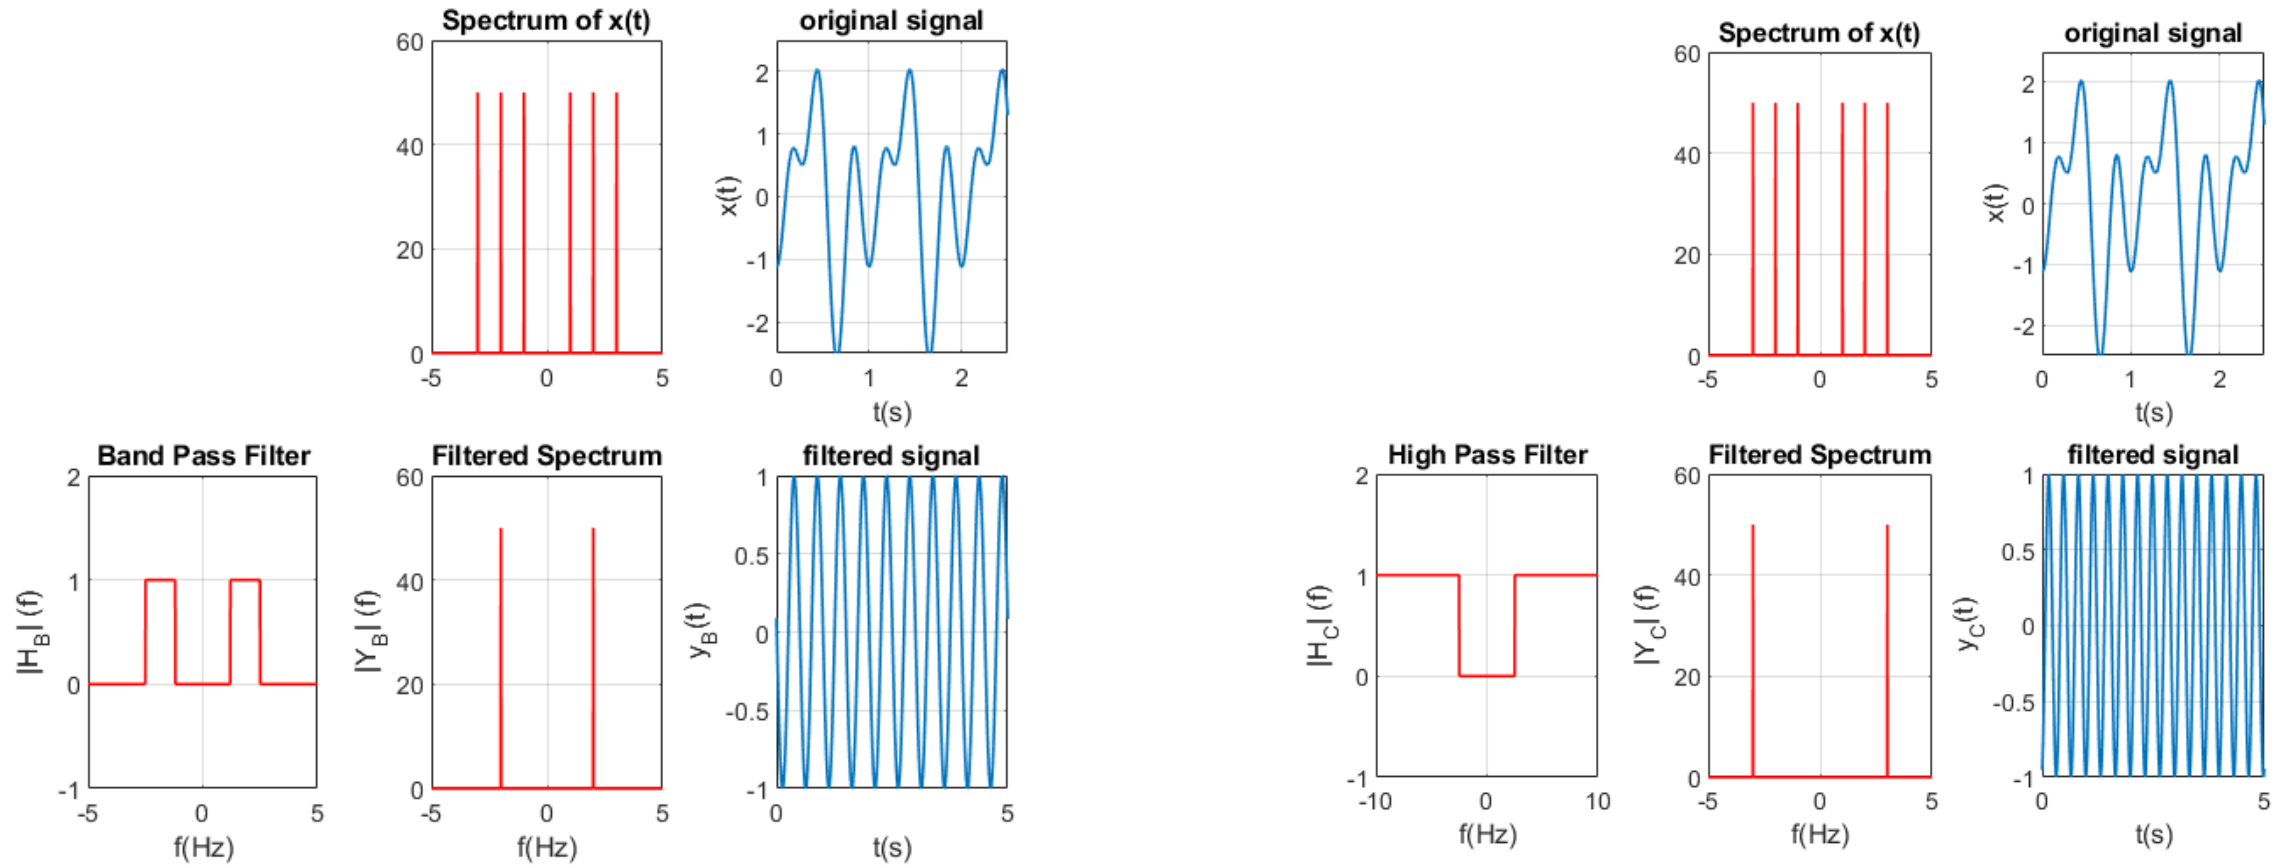 Spectrum of x(t)
60
40
20
0
-5 0 5
original signal
x(t)
2
1
0
-1
-2
0 1 2
t(s)
Band Pass Filter
|H_B| (f)
2
1
0
-1
-5 0 5
f(Hz)
Filtered Spectrum
|Y_B| (f)
60
40
20
0
-5 0 5
f(Hz)
filtered signal
y_B(t)
1
0.5
0
-0.5
-1
0 5
t(s)
Spectrum of x(t)
60
40
20
0
-5 0 5
original signal
x(t)
2
1
0
-1
-2
0 1 2
t(s)
High Pass Filter
|H_C| (f)
2
1
0
-1
-10 0 10
f(Hz)
Filtered Spectrum
|Y_C| (f)
60
40
20
0
-5 0 5
f(Hz)
filtered signal
y_C(t)
1
0.5
0
-0.5
-1
0 5
t(s)